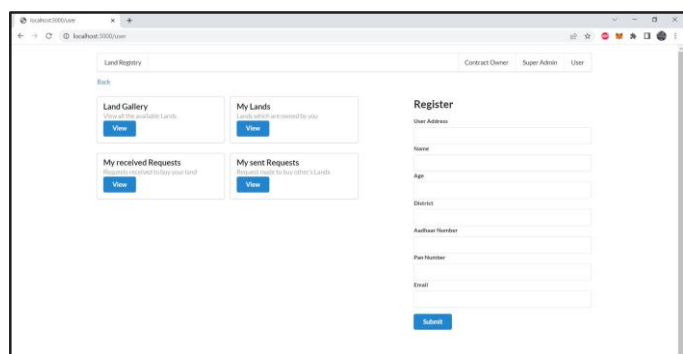 localhost:3000/user
localhost:3000/user
Land Registry
Contract Owner Super Admin User
Back
Land Gallery
View all the available Lands
View
My Lands
Lands which are owned by you
View
My received Requests
Requests received to buy your land
View
My sent Requests
Request made to buy other's Lands
View
Register
User Address
Name
Age
District
Aadhaar Number
Pan Number
Email
Submit